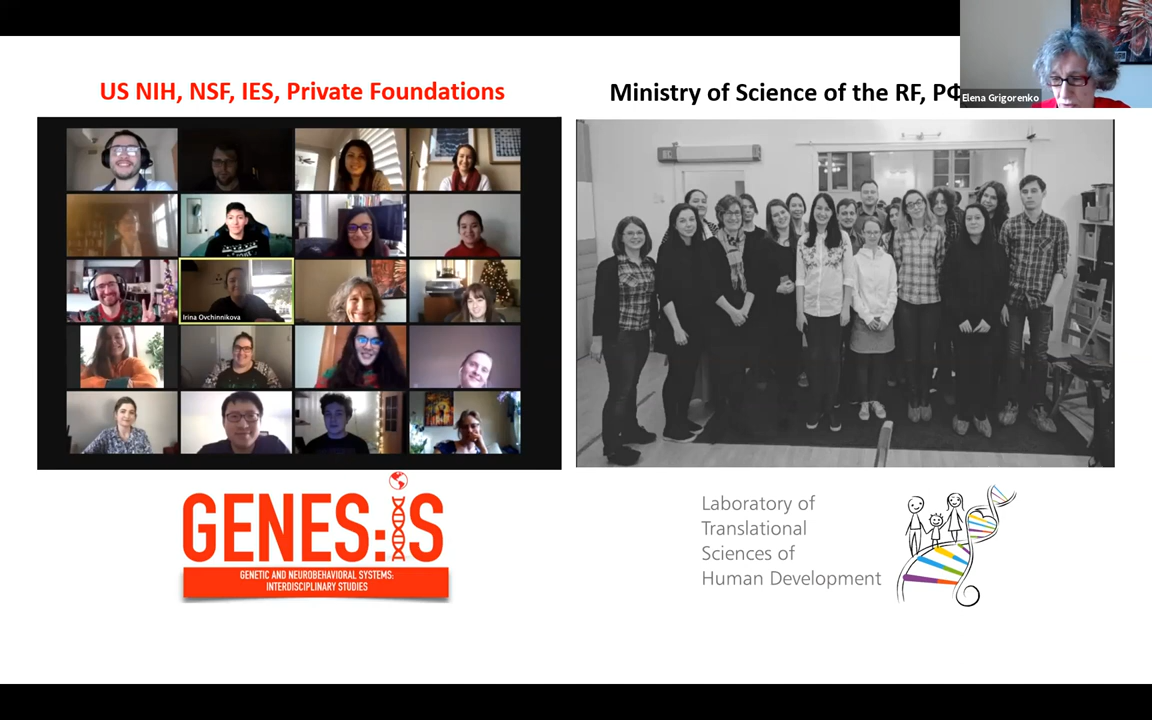 US NIH, NSF, IES, Private Foundations
Ministry of Science of the RF, РФ
Elena Grigorenko
Irina Ovchinnikova
GENES:IS
GENETIC AND NEUROBEHAVIORAL SYSTEMS:
INTERDISCIPLINARY STUDIES
Laboratory of
Translational
Sciences of
Human Development